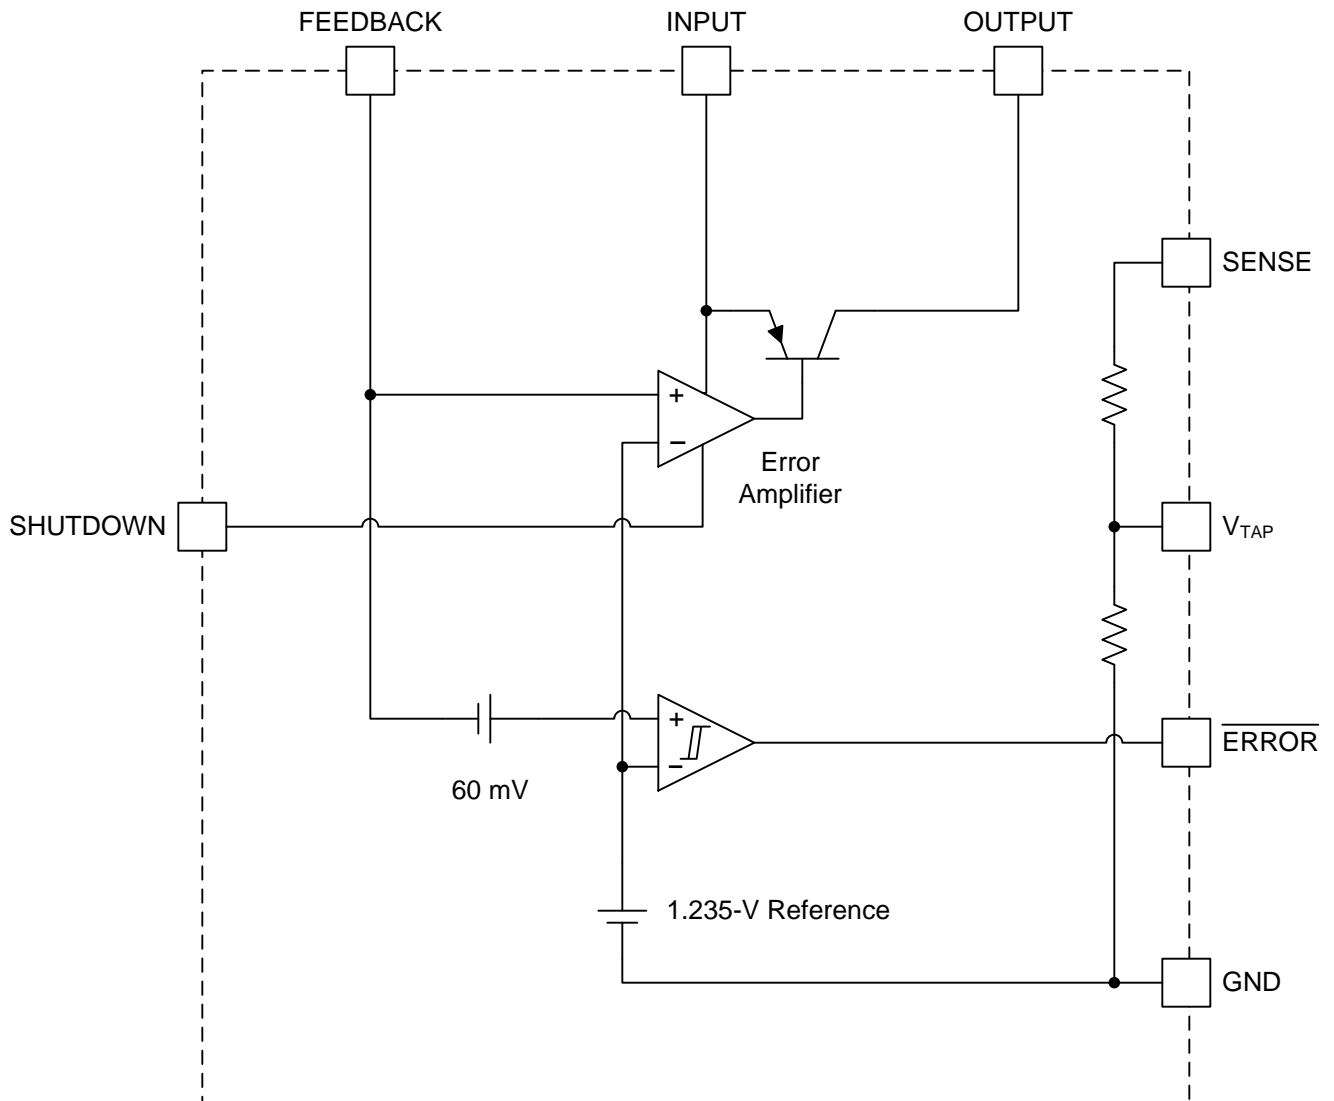 FEEDBACK
INPUT
OUTPUT
SENSE
+
−
Error
Amplifier
SHUTDOWN
VTAP
+
−
ERROR
60 mV
1.235-V Reference
GND